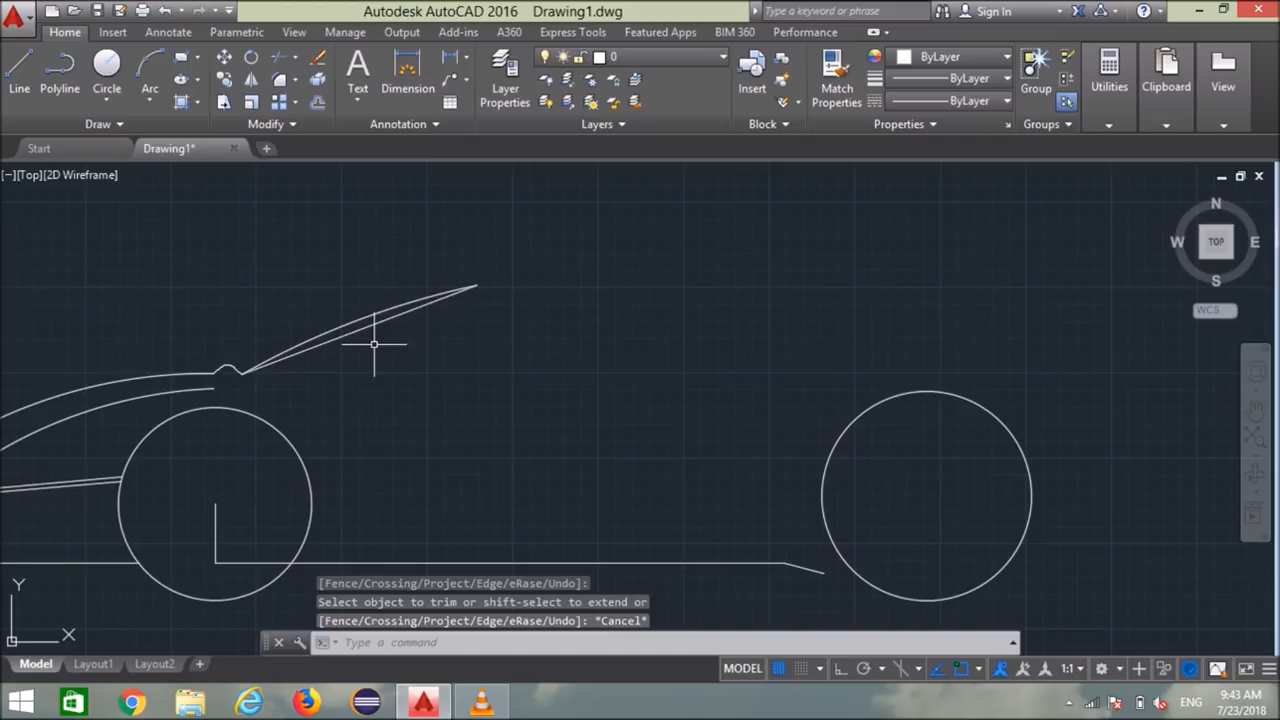 Autodesk AutoCAD 2016 Drawing1.dwg
Type a keyword or phrase
Sign In
Home Insert Annotate Parametric View Manage Output Add-ins A360 Express Tools Featured Apps BIM 360 Performance
Line Polyline Circle Arc
Text Dimension
Layer Properties
0
Insert
Match Properties
ByLayer
ByLayer
ByLayer
Group
Utilities
Clipboard
View
Draw Modify Annotation Layers Block Properties Groups
Start Drawing1*
[−][Top][2D Wireframe]
N
W TOP E
S
WCS
Y
X
[Fence/Crossing/Project/Edge/eRase/Undo]:
Select object to trim or shift-select to extend or
[Fence/Crossing/Project/Edge/eRase/Undo]: *Cancel*
Type a command
Model Layout1 Layout2
MODEL
1:1
ENG
9:43 AM
7/23/2018